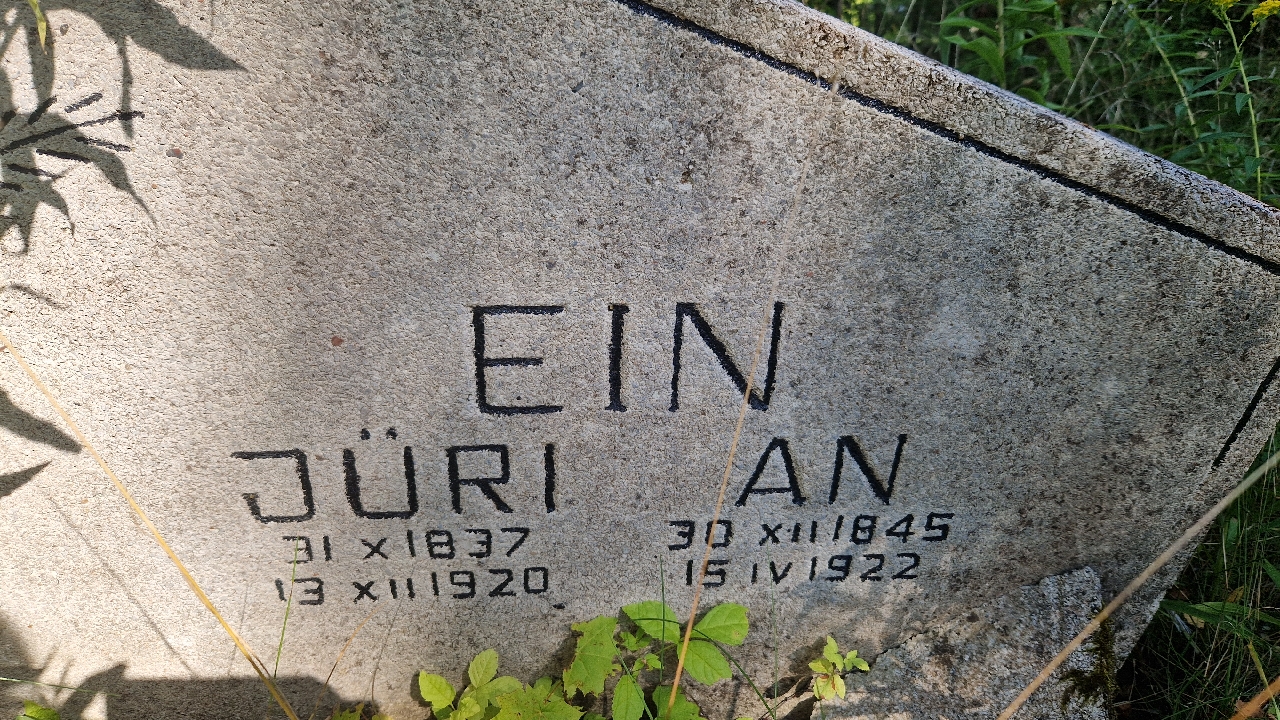 EIN
JÜRI AN
31 X 1837 30 XII 1845
13 XII 1920 15 IV 1922